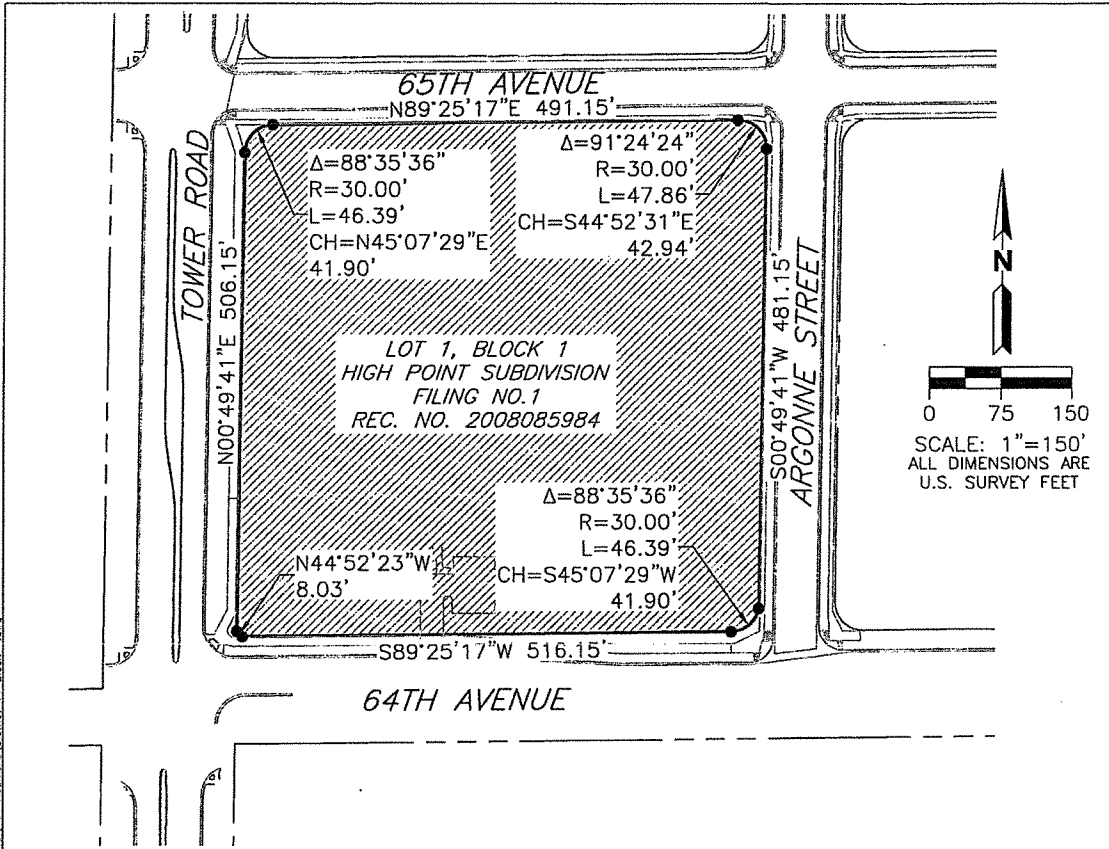 65TH AVENUE
N89°25'17"E 491.15'
TOWER ROAD
Δ=88°35'36"
R=30.00'
L=46.39'
CH=N45°07'29"E
41.90'
Δ=91°24'24"
R=30.00'
L=47.86'
CH=S44°52'31"E
42.94'
N00°49'41"E 506.15'
LOT 1, BLOCK 1
HIGH POINT SUBDIVISION
FILING NO.1
REC. NO. 2008085984
S00°49'41"W 481.15'
ARGONNE STREET
N
0 75 150
SCALE: 1"=150'
ALL DIMENSIONS ARE
U.S. SURVEY FEET
Δ=88°35'36"
R=30.00'
L=46.39'
CH=S45°07'29"W
41.90'
N44°52'23"W
8.03'
S89°25'17"W 516.15'
64TH AVENUE